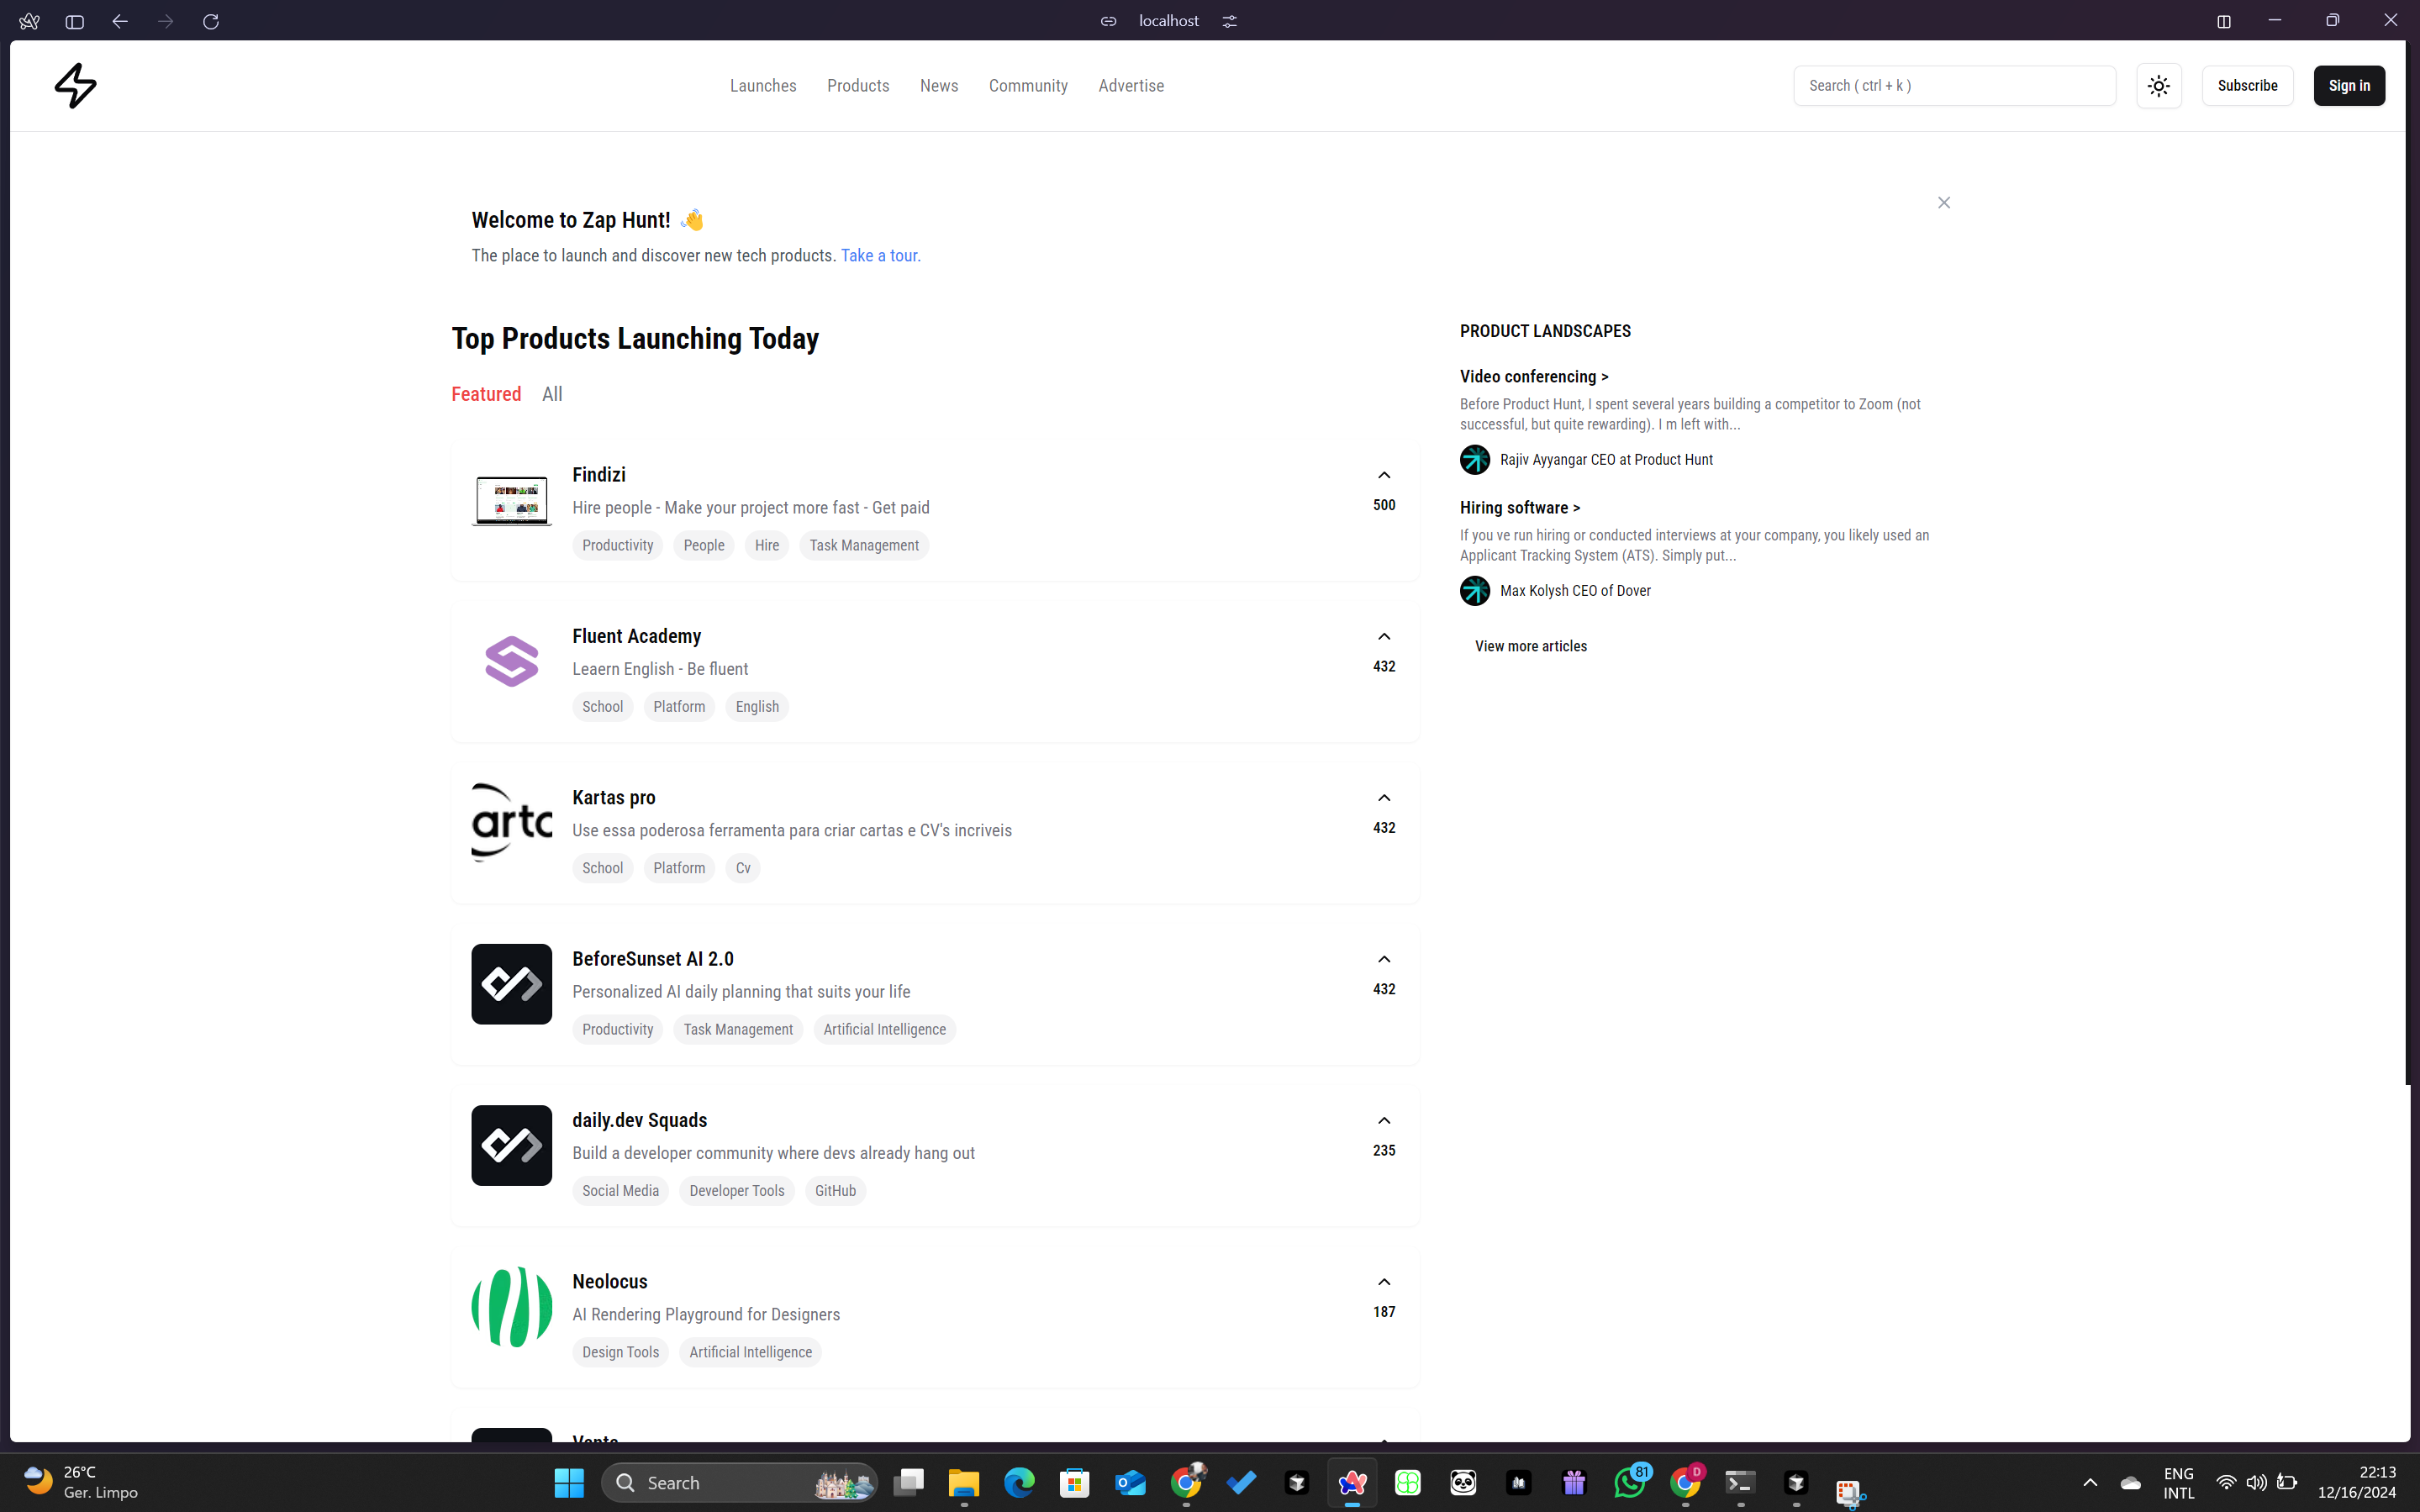 localhost
Launches Products News Community Advertise
Search ( ctrl + k )
Subscribe
Sign in
Welcome to Zap Hunt! 👋
The place to launch and discover new tech products. Take a tour.
Top Products Launching Today
Featured All
Findizi
500
Hire people - Make your project more fast - Get paid
Productivity People Hire Task Management
Fluent Academy
432
Leaern English - Be fluent
School Platform English
artc
Kartas pro
432
Use essa poderosa ferramenta para criar cartas e CV's incriveis
School Platform Cv
BeforeSunset AI 2.0
432
Personalized AI daily planning that suits your life
Productivity Task Management Artificial Intelligence
daily.dev Squads
235
Build a developer community where devs already hang out
Social Media Developer Tools GitHub
Neolocus
187
AI Rendering Playground for Designers
Design Tools Artificial Intelligence
PRODUCT LANDSCAPES
Video conferencing >
Before Product Hunt, I spent several years building a competitor to Zoom (not
successful, but quite rewarding). I m left with...
Rajiv Ayyangar CEO at Product Hunt
Hiring software >
If you ve run hiring or conducted interviews at your company, you likely used an
Applicant Tracking System (ATS). Simply put...
Max Kolysh CEO of Dover
View more articles
26°C
Ger. Limpo
Search
81
D
ENG
INTL
22:13
12/16/2024